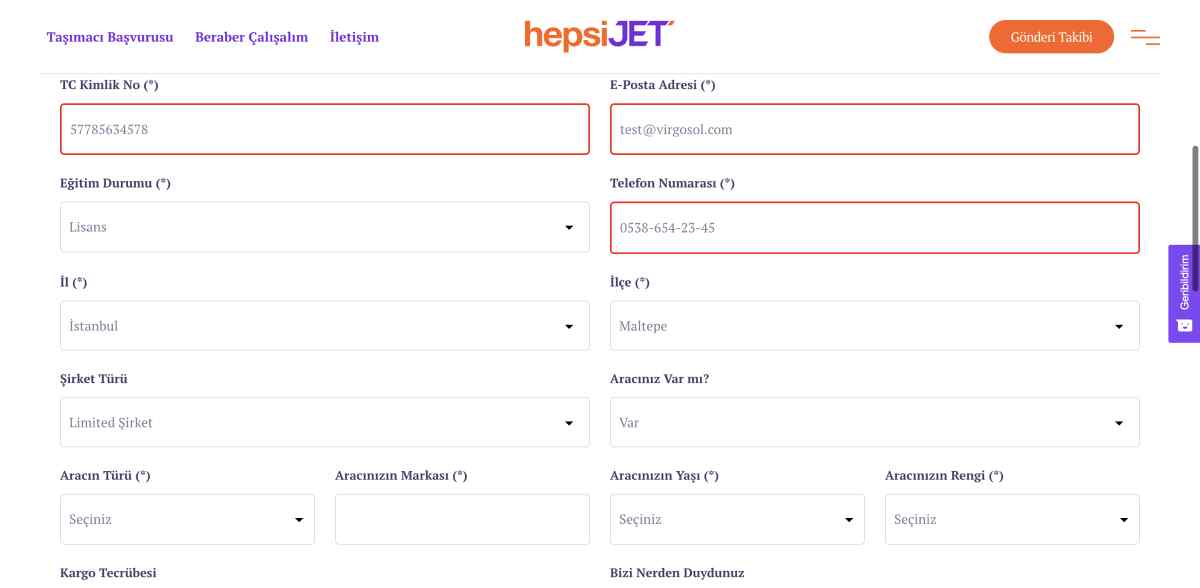 Taşımacı Başvurusu Beraber Çalışalım İletişim hepsiJET Gönderi Takibi
TC Kimlik No (*) E-Posta Adresi (*)
57785634578 test@virgosol.com
Eğitim Durumu (*) Telefon Numarası (*)
Lisans 0538-654-23-45
İl (*) İlçe (*)
İstanbul Maltepe
Şirket Türü Aracınız Var mı?
Limited Şirket Var
Aracın Türü (*) Aracınızın Markası (*) Aracınızın Yaşı (*) Aracınızın Rengi (*)
Seçiniz Seçiniz Seçiniz
Kargo Tecrübesi Bizi Nerden Duydunuz
Geribildirim